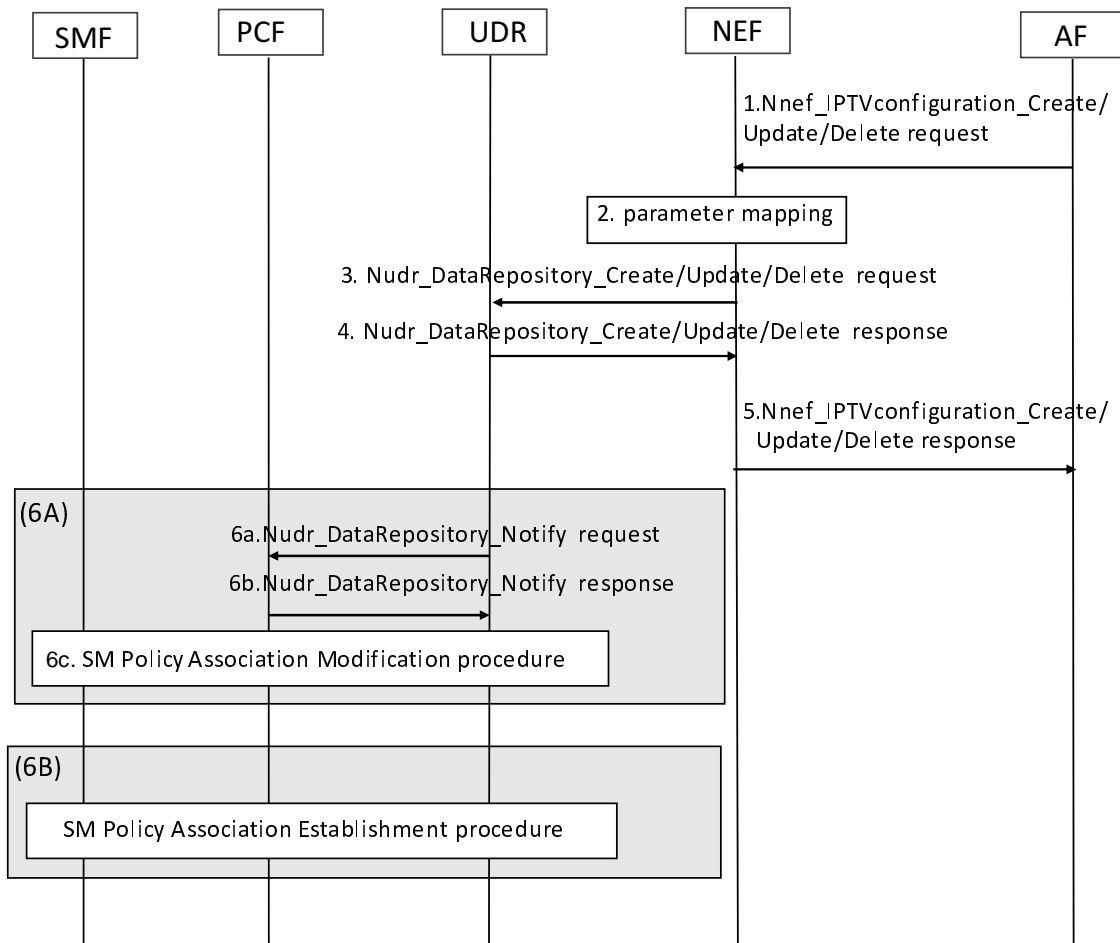 SMF
PCF
UDR
NEF
AF
1.Nnef_IPTVconfiguration_Create/
Update/Delete request
2. parameter mapping
3. Nudr_DataRepository_Create/Update/Delete request
4. Nudr_DataRepository_Create/Update/Delete response
5.Nnef_IPTVconfiguration_Create/
Update/Delete response
(6A)
6a.Nudr_DataRepository_Notify request
6b.Nudr_DataRepository_Notify response
6c. SM Policy Association Modification procedure
(6B)
SM Policy Association Establishment procedure